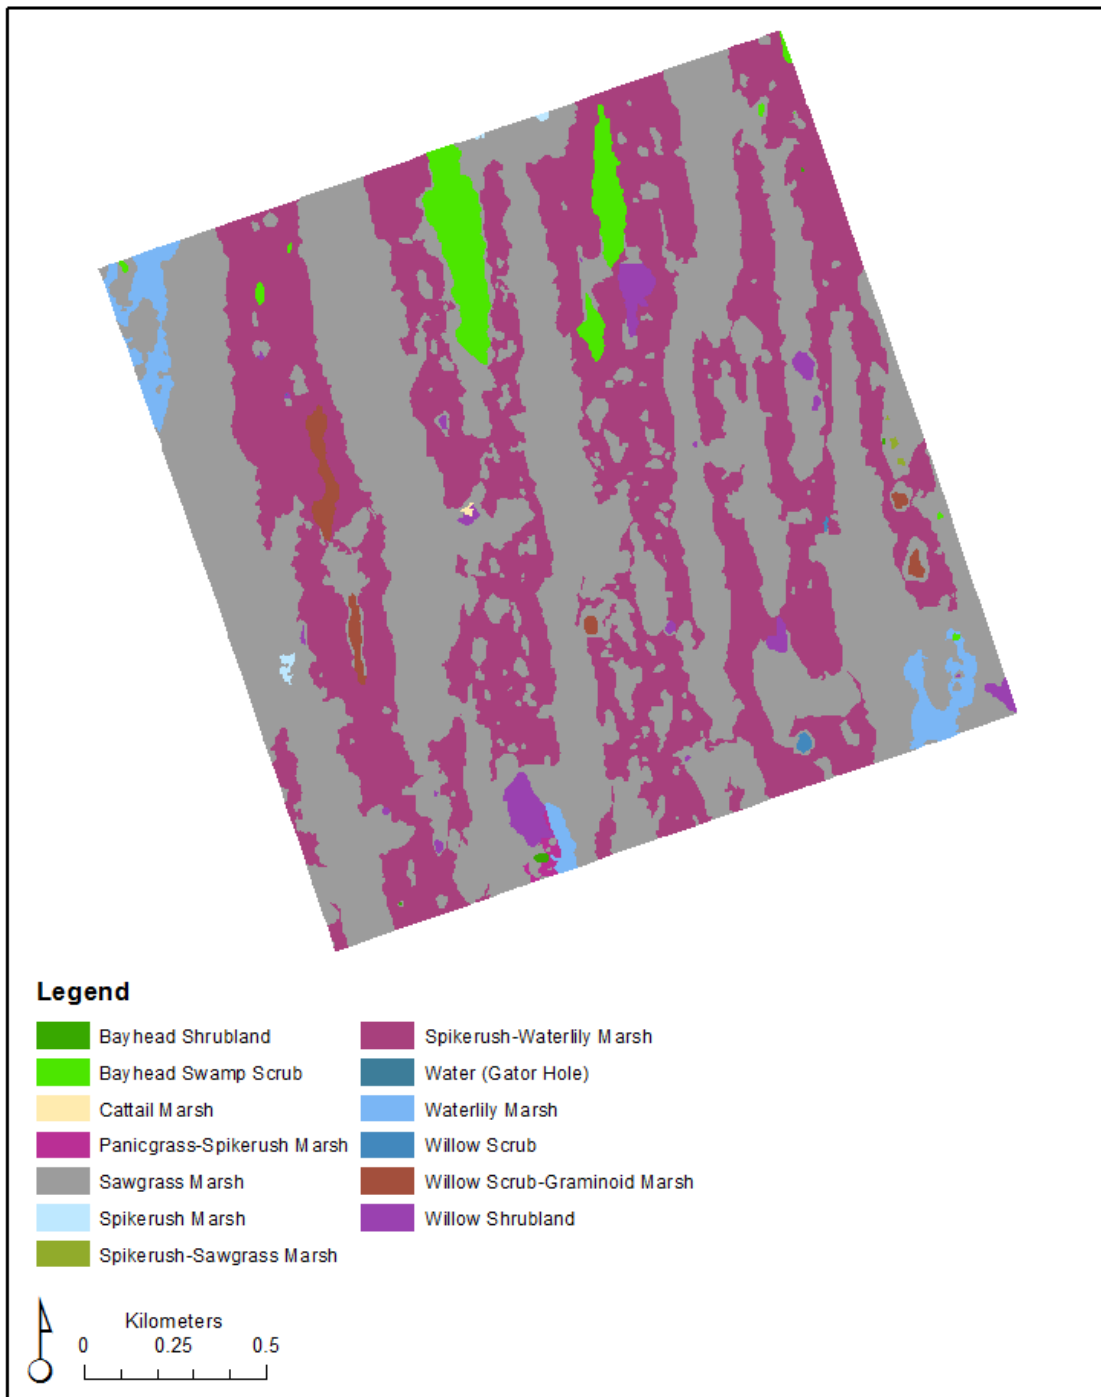 Legend
Bayhead Shrubland
Bayhead Swamp Scrub
Cattail Marsh
Panicgrass-Spikerush Marsh
Sawgrass Marsh
Spikerush Marsh
Spikerush-Sawgrass Marsh
Spikerush-Waterlily Marsh
Water (Gator Hole)
Waterlily Marsh
Willow Scrub
Willow Scrub-Graminoid Marsh
Willow Shrubland
Kilometers
0 0.25 0.5